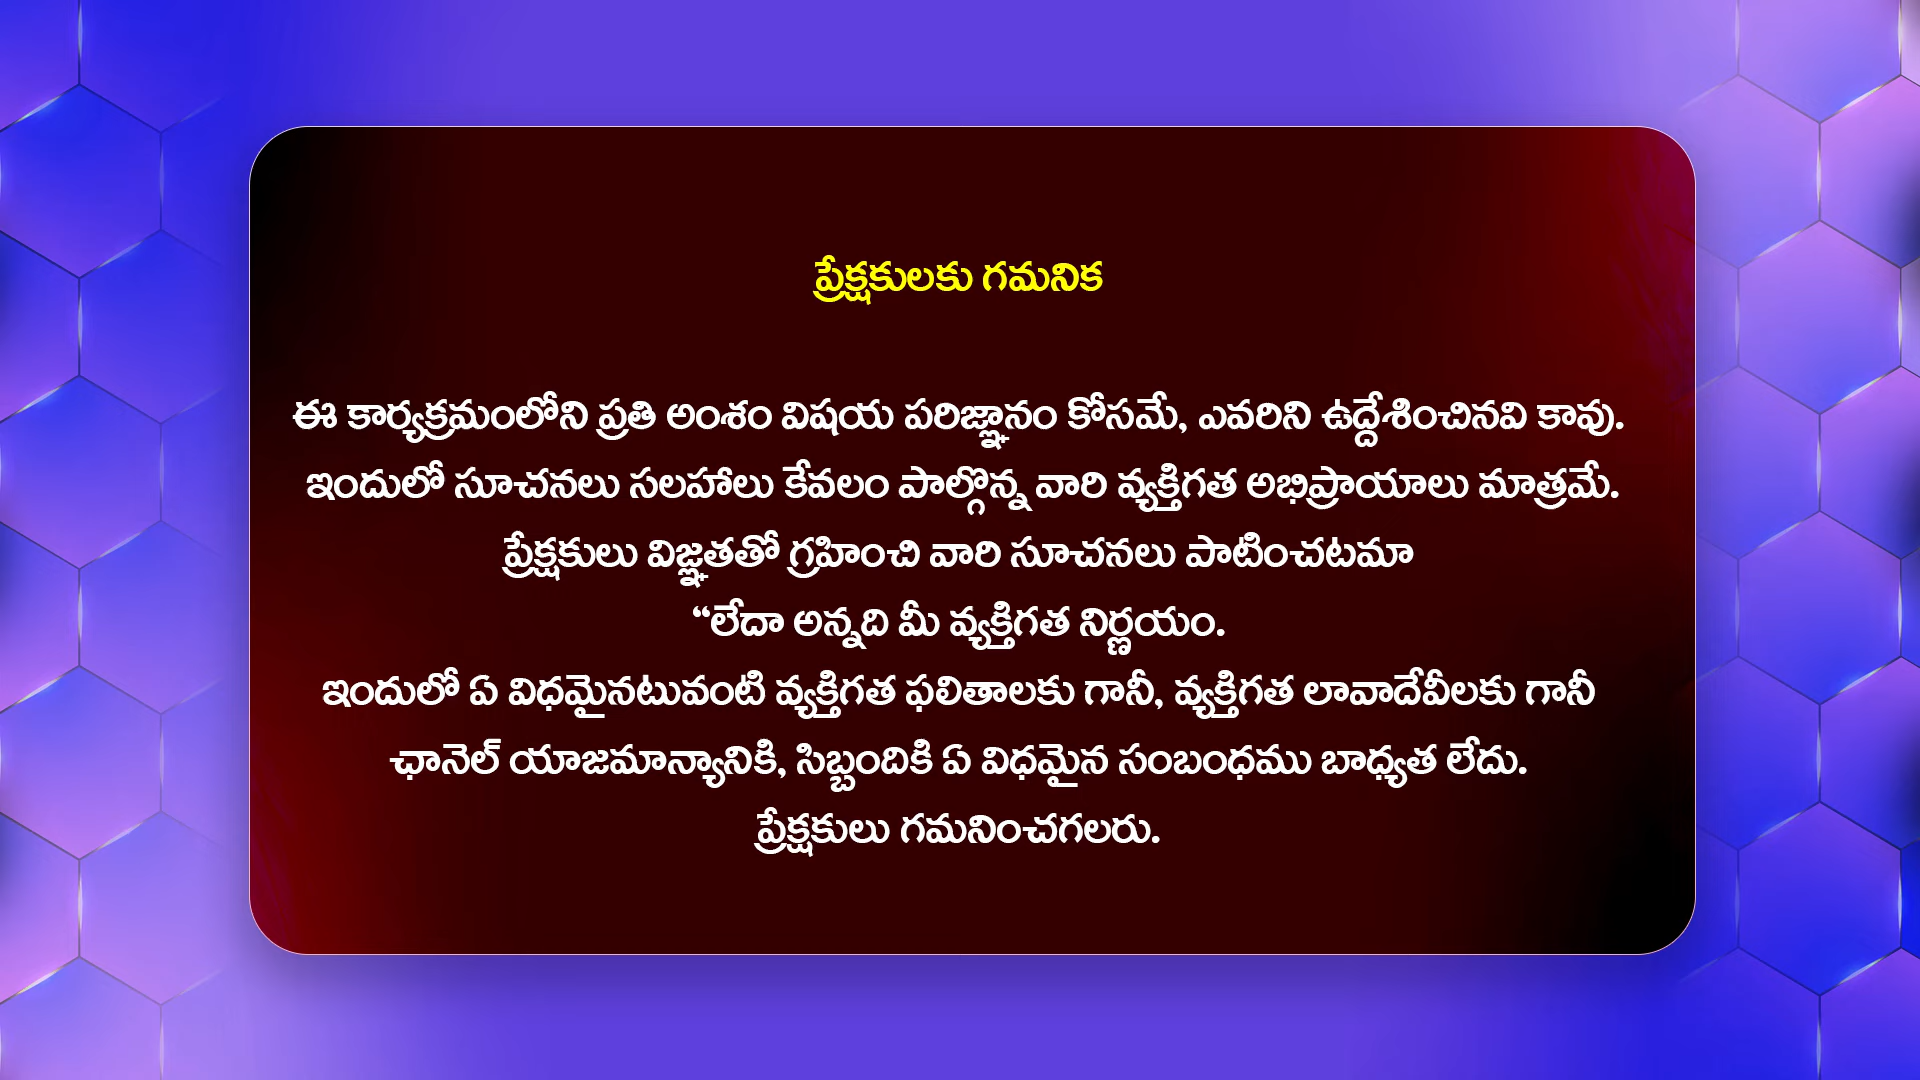 ప్రేక్షకులకు గమనిక
ఈ కార్యక్రమంలోని ప్రతి అంశం విషయ పరిజ్ఞానం కోసమే, ఎవరిని ఉద్దేశించినవి కావు.
ఇందులో సూచనలు సలహాలు కేవలం పాల్గొన్న వారి వ్యక్తిగత అభిప్రాయాలు మాత్రమే.
ప్రేక్షకులు విజ్ఞతతో గ్రహించి వారి సూచనలు పాటించటమా
“లేదా అన్నది మీ వ్యక్తిగత నిర్ణయం.
ఇందులో ఏ విధమైనటువంటి వ్యక్తిగత ఫలితాలకు గానీ, వ్యక్తిగత లావాదేవీలకు గానీ
ఛానెల్ యాజమాన్యానికి, సిబ్బందికి ఏ విధమైన సంబంధము బాధ్యత లేదు.
ప్రేక్షకులు గమనించగలరు.